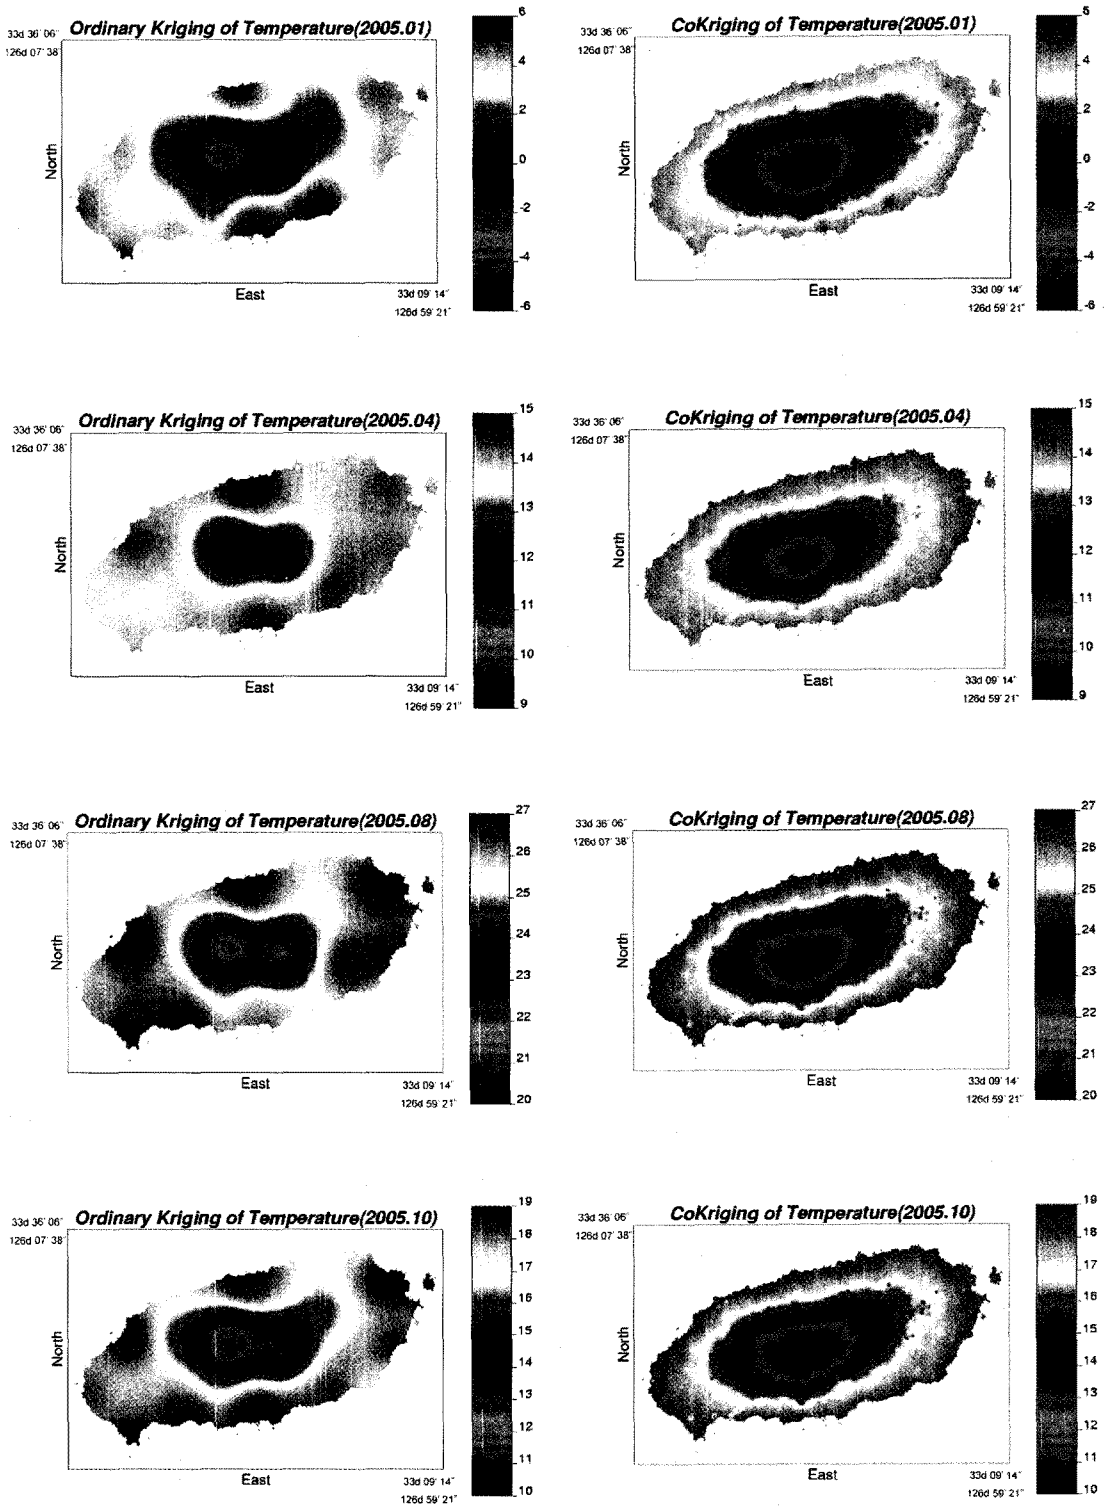 Ordinary Kriging of Temperature(2005.01)
33d 36' 06"
126d 07' 38"
North
East
33d 09' 14"
126d 59' 21"
6
4
2
0
-2
-4
-6
CoKriging of Temperature(2005.01)
33d 36' 06"
126d 07' 38"
North
East
33d 09' 14"
126d 59' 21"
5
4
2
0
-2
-4
-6
Ordinary Kriging of Temperature(2005.04)
33d 36' 06"
126d 07' 38"
North
East
33d 09' 14"
126d 59' 21"
15
14
13
12
11
10
9
CoKriging of Temperature(2005.04)
33d 36' 06"
126d 07' 38"
North
East
33d 09' 14"
126d 59' 21"
15
14
13
12
11
10
9
Ordinary Kriging of Temperature(2005.08)
33d 36' 06"
126d 07' 38"
North
East
33d 09' 14"
126d 59' 21"
27
26
25
24
23
22
21
20
CoKriging of Temperature(2005.08)
33d 36' 06"
126d 07' 38"
North
East
33d 09' 14"
126d 59' 21"
27
26
25
24
23
22
21
20
Ordinary Kriging of Temperature(2005.10)
33d 36' 06"
126d 07' 38"
North
East
33d 09' 14"
126d 59' 21"
19
18
17
16
15
14
13
12
11
10
CoKriging of Temperature(2005.10)
33d 36' 06"
126d 07' 38"
North
East
33d 09' 14"
126d 59' 21"
19
18
17
16
15
14
13
12
11
10